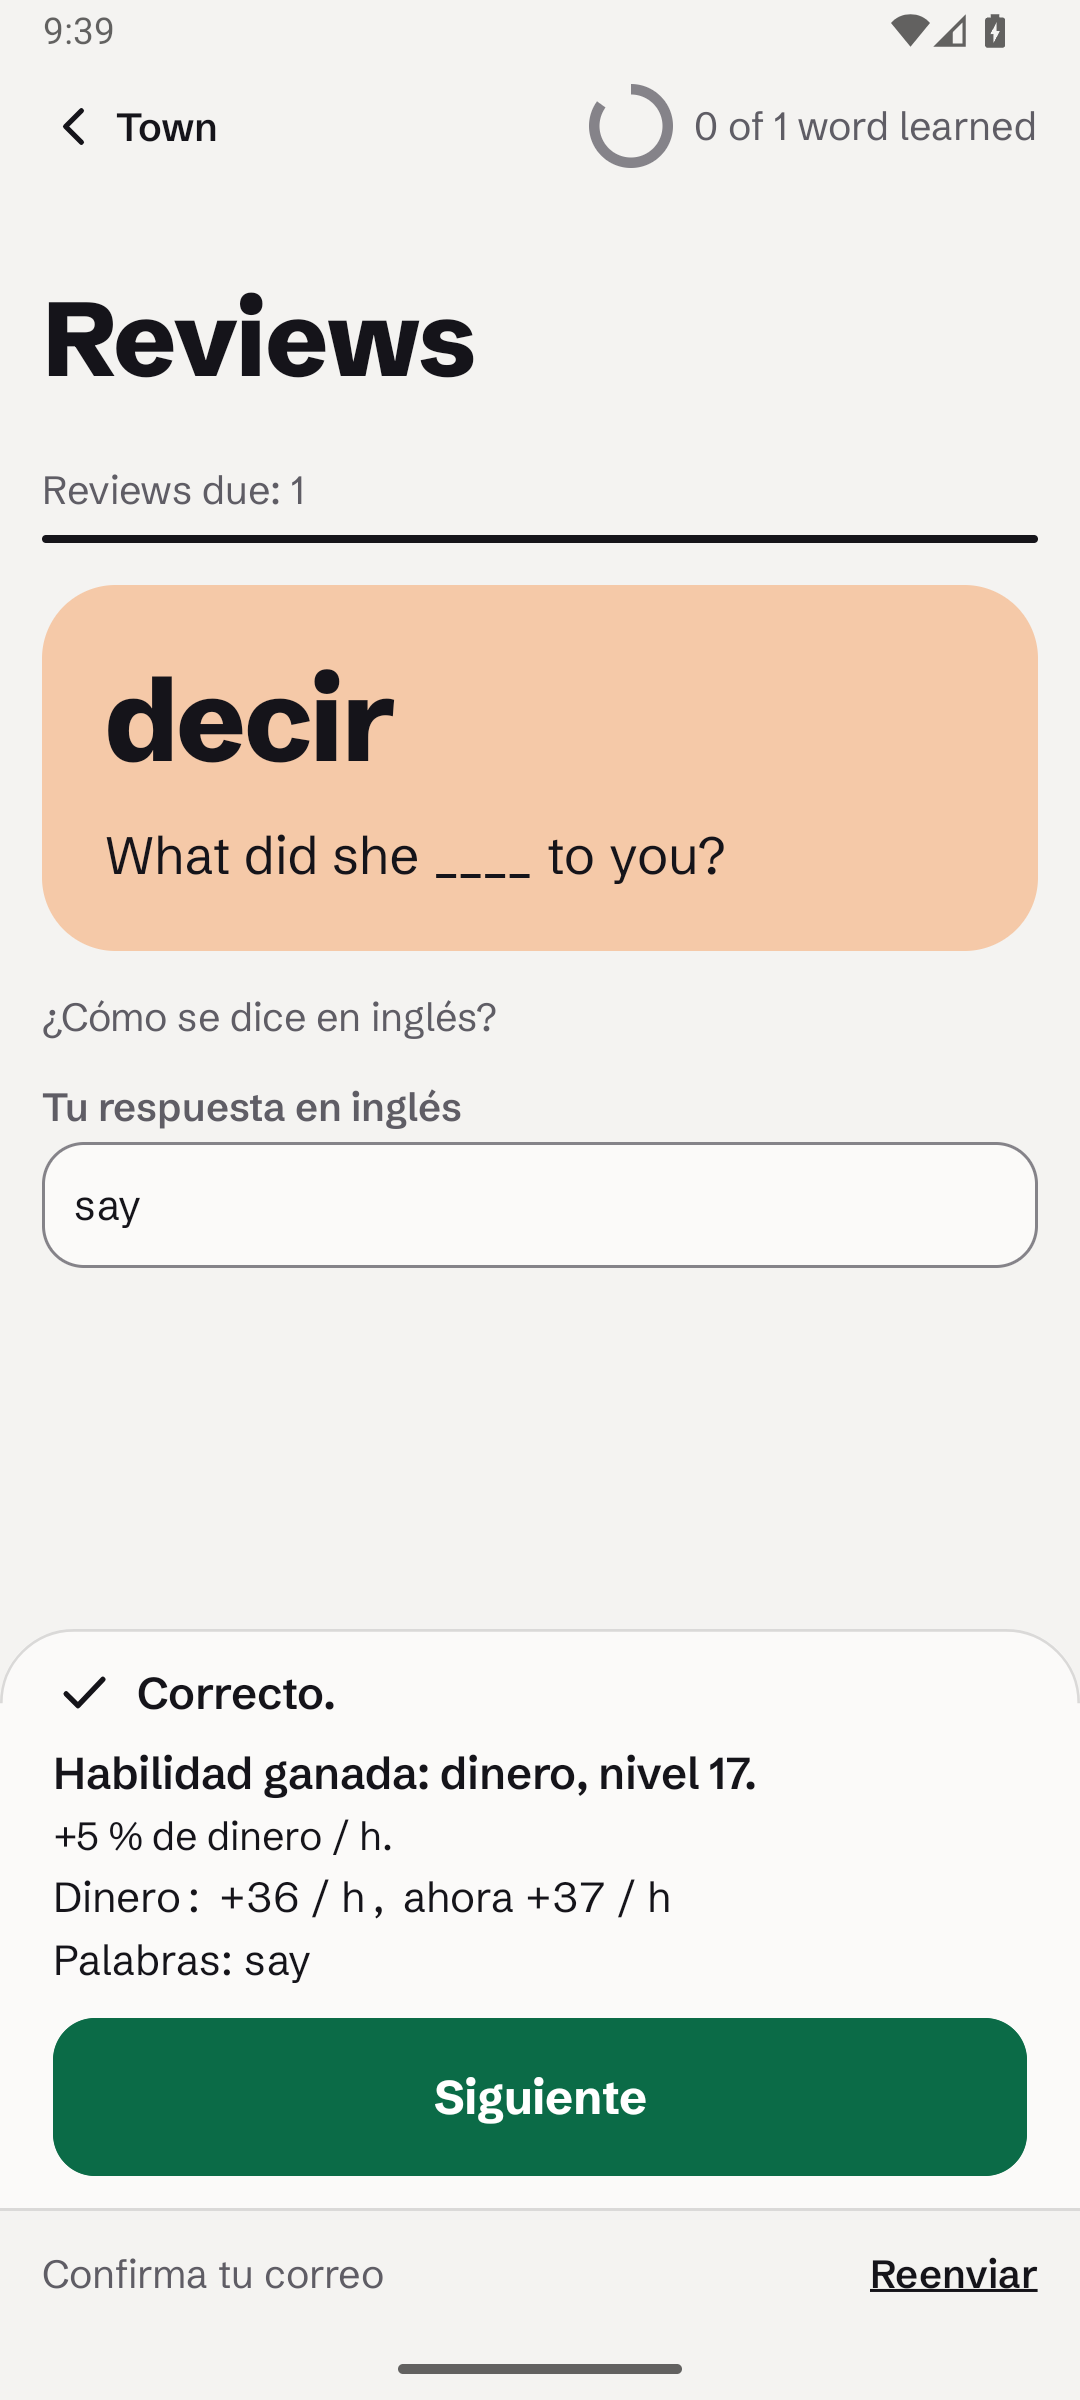 9:39
Town
0 of 1 word learned
Reviews
Reviews due: 1
decir
What did she ____ to you?
¿Cómo se dice en inglés?
Tu respuesta en inglés
say
Correcto.
Habilidad ganada: dinero, nivel 17.
+5 % de dinero / h.
Dinero: +36 / h, ahora +37 / h
Palabras: say
Siguiente
Confirma tu correo
Reenviar